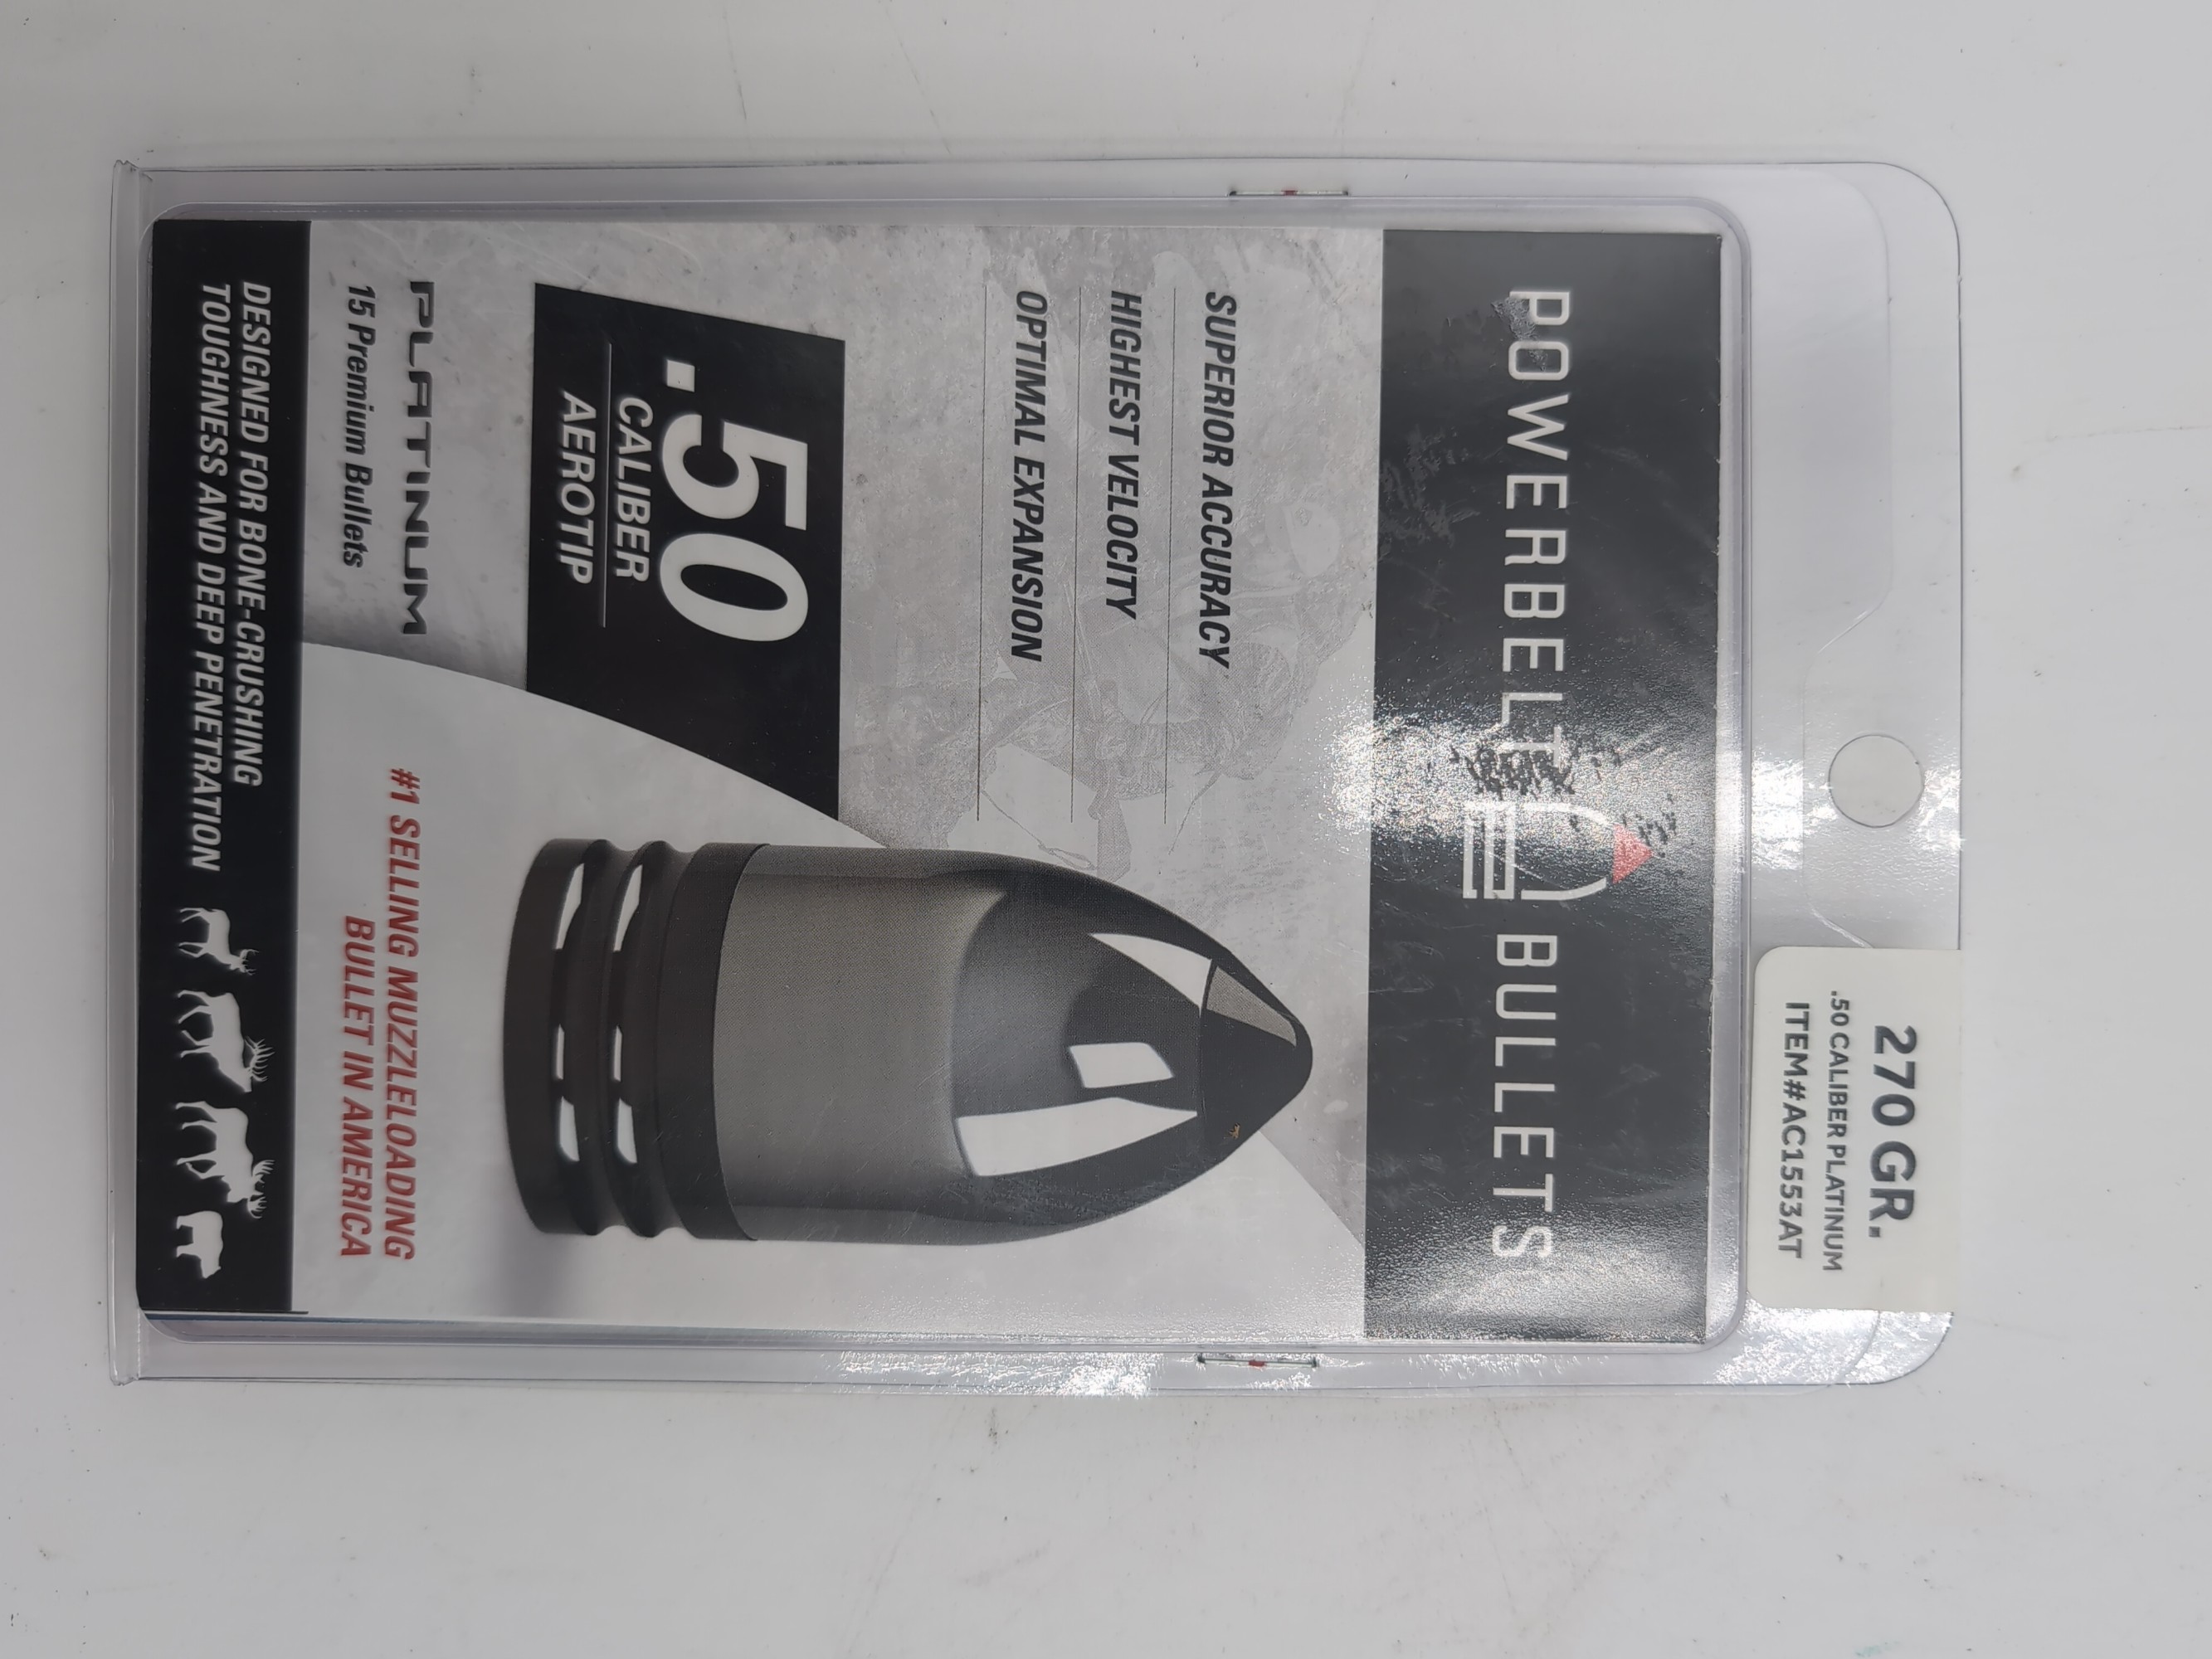 270 GR.
.50 CALIBER PLATINUM
ITEM#AC1553AT
POWERBELT BULLETS
SUPERIOR ACCURACY
HIGHEST VELOCITY
OPTIMAL EXPANSION
.50
CALIBER
AEROTIP
PLATINUM
15 Premium Bullets
#1 SELLING MUZZLELOADING
BULLET IN AMERICA
DESIGNED FOR BONE-CRUSHING
TOUGHNESS AND DEEP PENETRATION